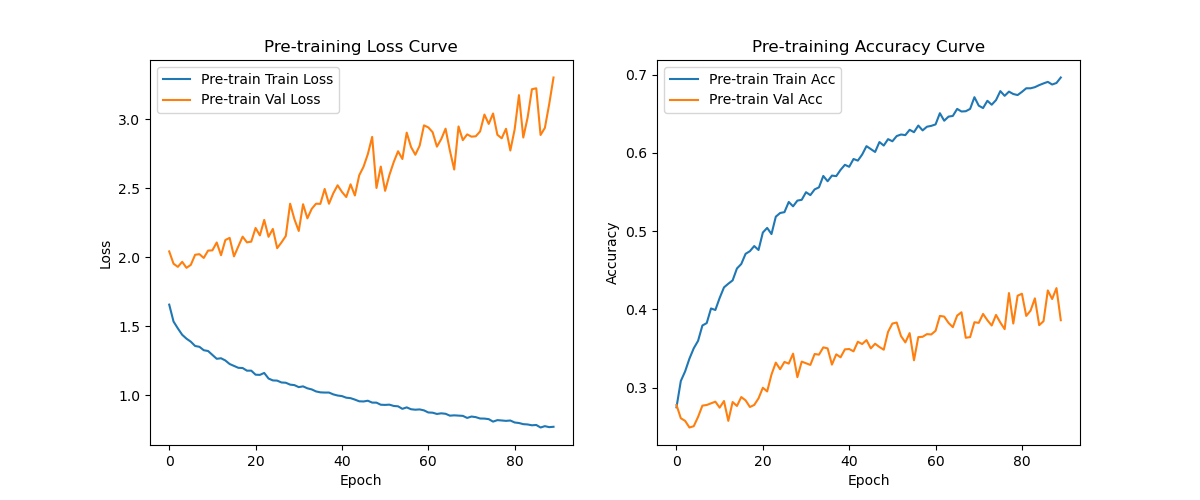 Pre-training Loss Curve
Pre-train Train Loss
Pre-train Val Loss
3.0
2.5
2.0
1.5
1.0
Loss
0
20
40
60
80
Epoch
Pre-training Accuracy Curve
Pre-train Train Acc
Pre-train Val Acc
0.7
0.6
0.5
0.4
0.3
Accuracy
0
20
40
60
80
Epoch